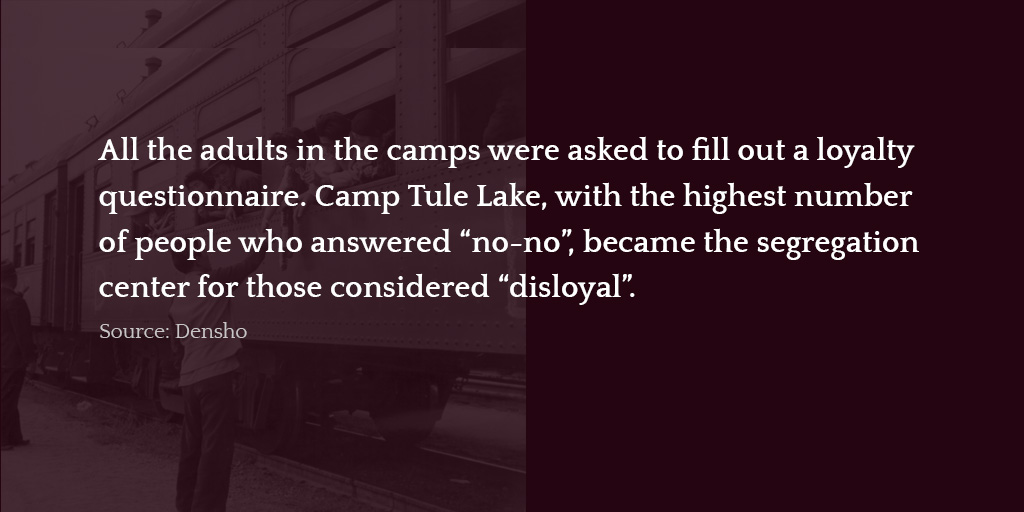 All the adults in the camps were asked to fill out a loyalty
questionnaire. Camp Tule Lake, with the highest number
of people who answered “no-no”, became the segregation
center for those considered “disloyal”.
Source: Densho